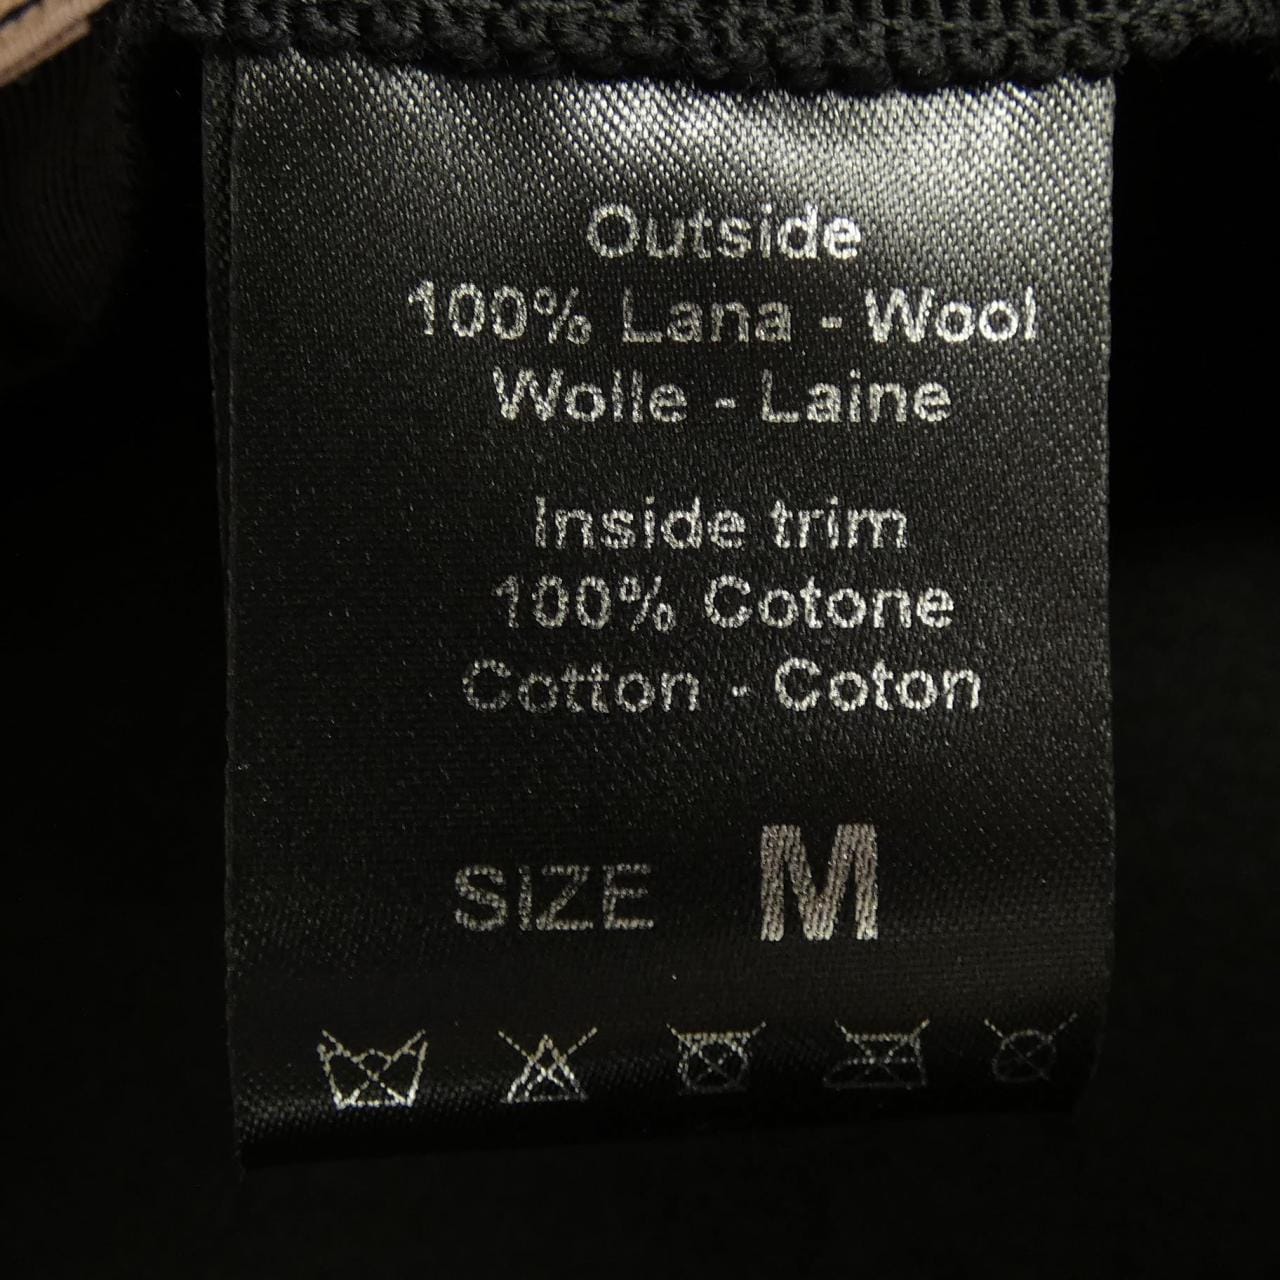 Outside
100% Lana - Wool
Wolle - Laine
Inside trim
100% Cotone
Cotton - Coton
SIZE M